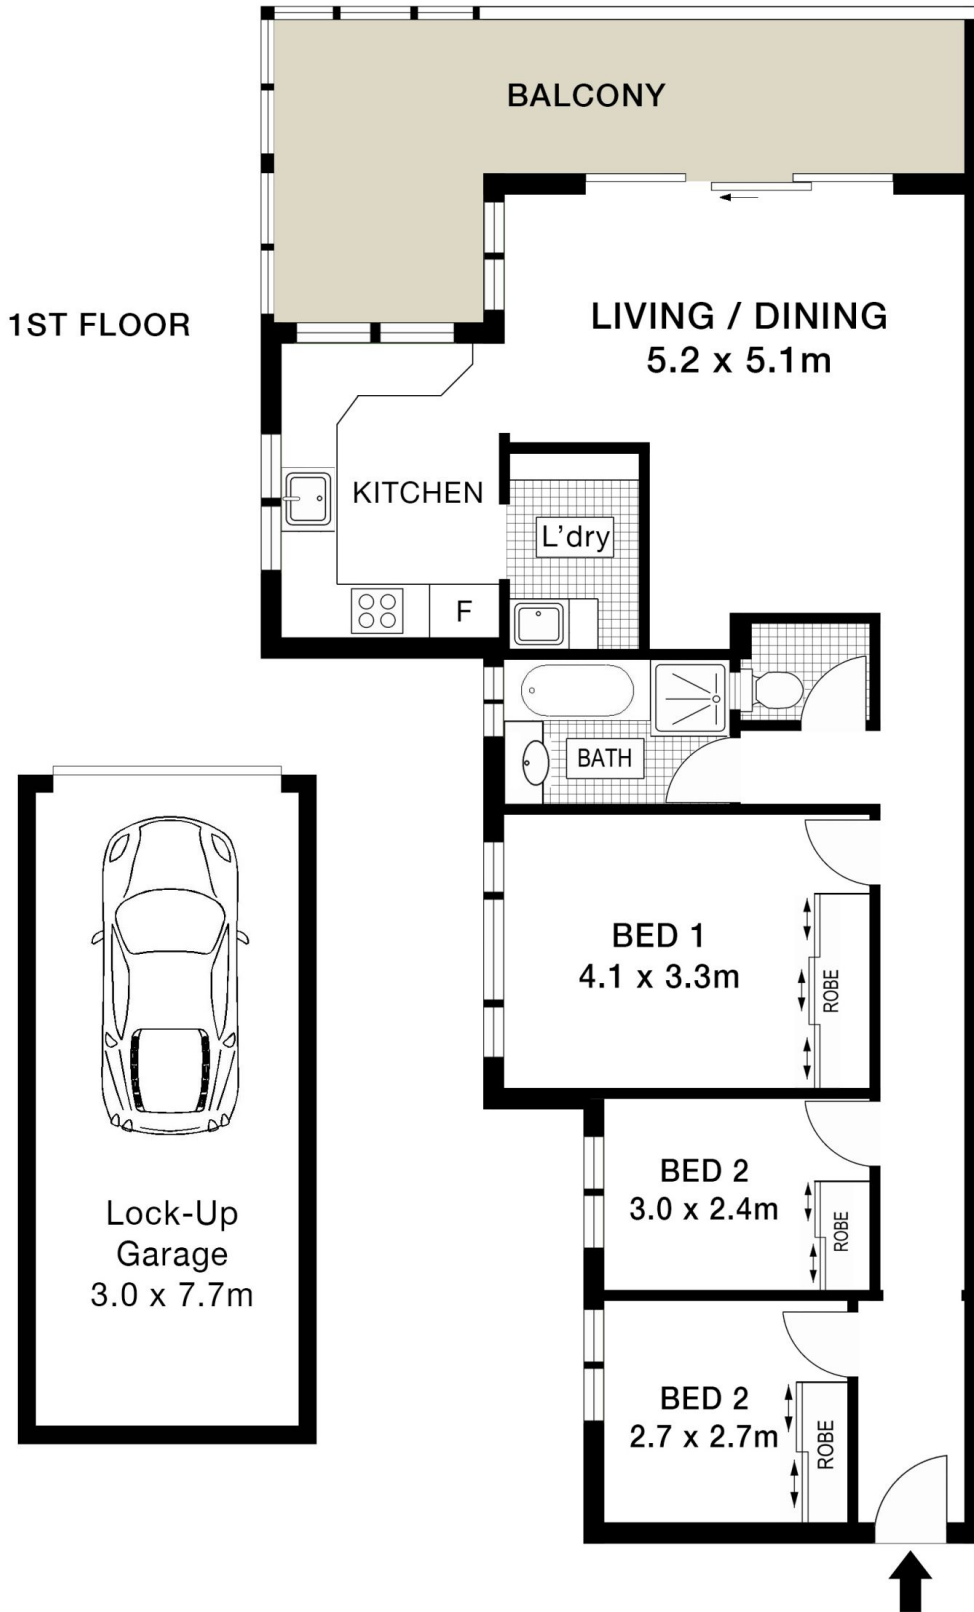 BALCONY
1ST FLOOR
LIVING / DINING
5.2 x 5.1m
KITCHEN
L'dry
F
BATH
BED 1
4.1 x 3.3m
ROBE
BED 2
3.0 x 2.4m
ROBE
Lock-Up
Garage
3.0 x 7.7m
BED 2
2.7 x 2.7m
ROBE